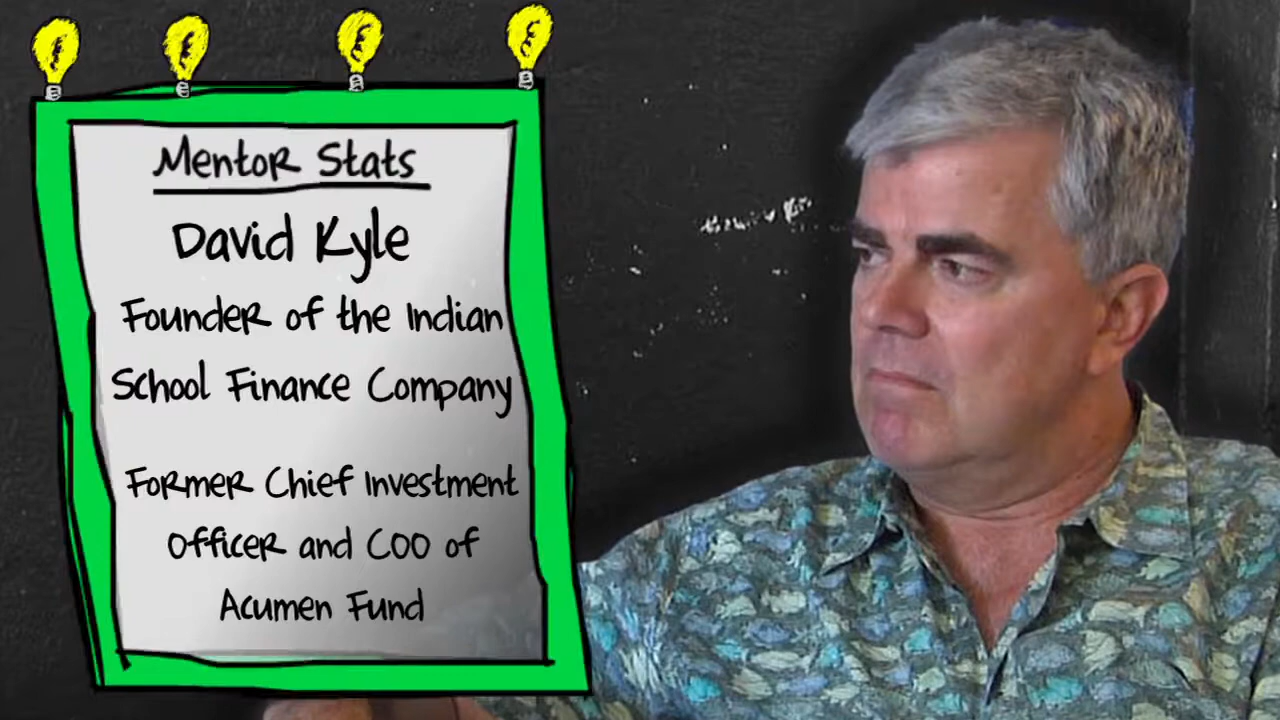 Mentor Stats
David Kyle
Founder of the Indian
School Finance Company
Former Chief Investment
Officer and COO of
Acumen Fund